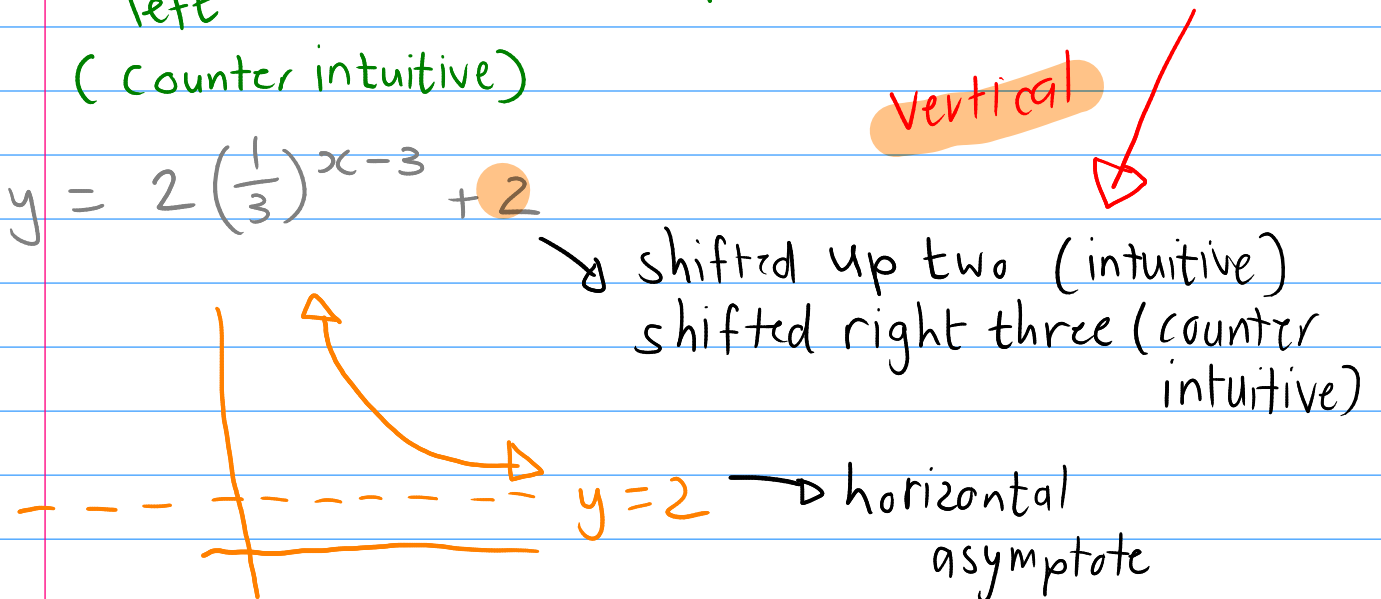 left
(counter intuitive)
vertical
y = 2(1/3)^(x-3) + 2
shifted up two (intuitive)
shifted right three (counter
intuitive)
y = 2
horizontal
asymptote